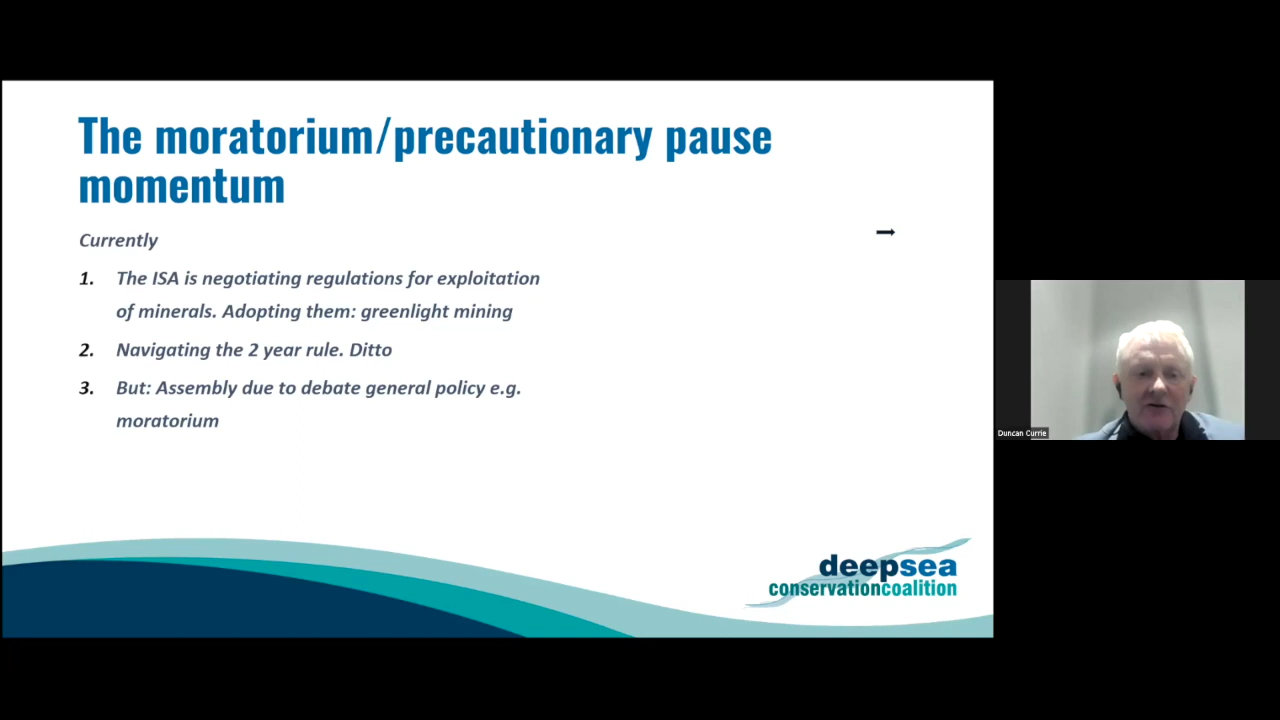 The moratorium/precautionary pause
momentum
Currently
1. The ISA is negotiating regulations for exploitation
of minerals. Adopting them: greenlight mining
2. Navigating the 2 year rule. Ditto
3. But: Assembly due to debate general policy e.g.
moratorium
deepsea
conservationcoalition
Duncan Currie